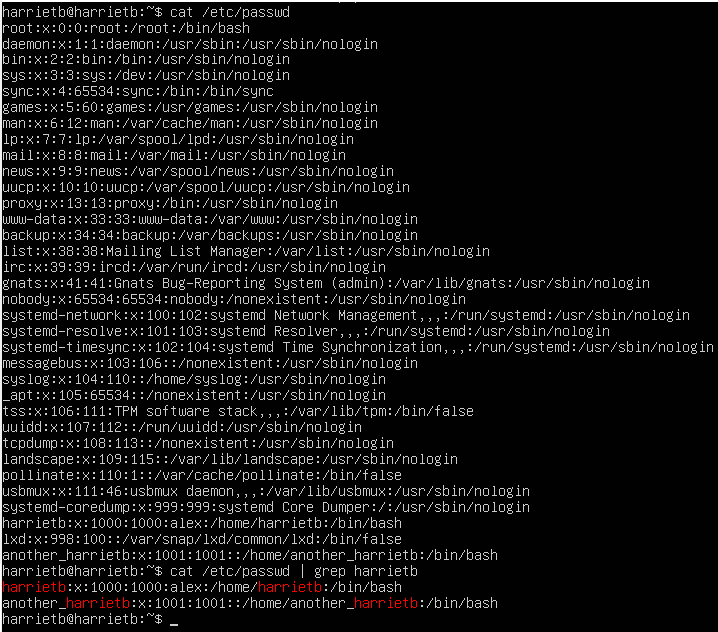 harrietb@harrietb:~$ cat /etc/passwd
root:x:0:0:root:/root:/bin/bash
daemon:x:1:1:daemon:/usr/sbin:/usr/sbin/nologin
bin:x:2:2:bin:/bin:/usr/sbin/nologin
sys:x:3:3:sys:/dev:/usr/sbin/nologin
sync:x:4:65534:sync:/bin:/bin/sync
games:x:5:60:games:/usr/games:/usr/sbin/nologin
man:x:6:12:man:/var/cache/man:/usr/sbin/nologin
lp:x:7:7:lp:/var/spool/lpd:/usr/sbin/nologin
mail:x:8:8:mail:/var/mail:/usr/sbin/nologin
news:x:9:9:news:/var/spool/news:/usr/sbin/nologin
uucp:x:10:10:uucp:/var/spool/uucp:/usr/sbin/nologin
proxy:x:13:13:proxy:/bin:/usr/sbin/nologin
www-data:x:33:33:www-data:/var/www:/usr/sbin/nologin
backup:x:34:34:backup:/var/backups:/usr/sbin/nologin
list:x:38:38:Mailing List Manager:/var/list:/usr/sbin/nologin
irc:x:39:39:ircd:/var/run/ircd:/usr/sbin/nologin
gnats:x:41:41:Gnats Bug-Reporting System (admin):/var/lib/gnats:/usr/sbin/nologin
nobody:x:65534:65534:nobody:/nonexistent:/usr/sbin/nologin
systemd-network:x:100:102:systemd Network Management,,,:/run/systemd:/usr/sbin/nologin
systemd-resolve:x:101:103:systemd Resolver,,,:/run/systemd:/usr/sbin/nologin
systemd-timesync:x:102:104:systemd Time Synchronization,,,:/run/systemd:/usr/sbin/nologin
messagebus:x:103:106::/nonexistent:/usr/sbin/nologin
syslog:x:104:110::/home/syslog:/usr/sbin/nologin
_apt:x:105:65534::/nonexistent:/usr/sbin/nologin
tss:x:106:111:TPM software stack,,,:/var/lib/tpm:/bin/false
uuidd:x:107:112::/run/uuidd:/usr/sbin/nologin
tcpdump:x:108:113::/nonexistent:/usr/sbin/nologin
landscape:x:109:115::/var/lib/landscape:/usr/sbin/nologin
pollinate:x:110:1::/var/cache/pollinate:/bin/false
usbmux:x:111:46:usbmux daemon,,,:/var/lib/usbmux:/usr/sbin/nologin
systemd-coredump:x:999:999:systemd Core Dumper:/:/usr/sbin/nologin
harrietb:x:1000:1000:alex:/home/harrietb:/bin/bash
lxd:x:998:100::/var/snap/lxd/common/lxd:/bin/false
another_harrietb:x:1001:1001::/home/another_harrietb:/bin/bash
harrietb@harrietb:~$ cat /etc/passwd | grep harrietb
harrietb:x:1000:1000:alex:/home/harrietb:/bin/bash
another_harrietb:x:1001:1001::/home/another_harrietb:/bin/bash
harrietb@harrietb:~$ _